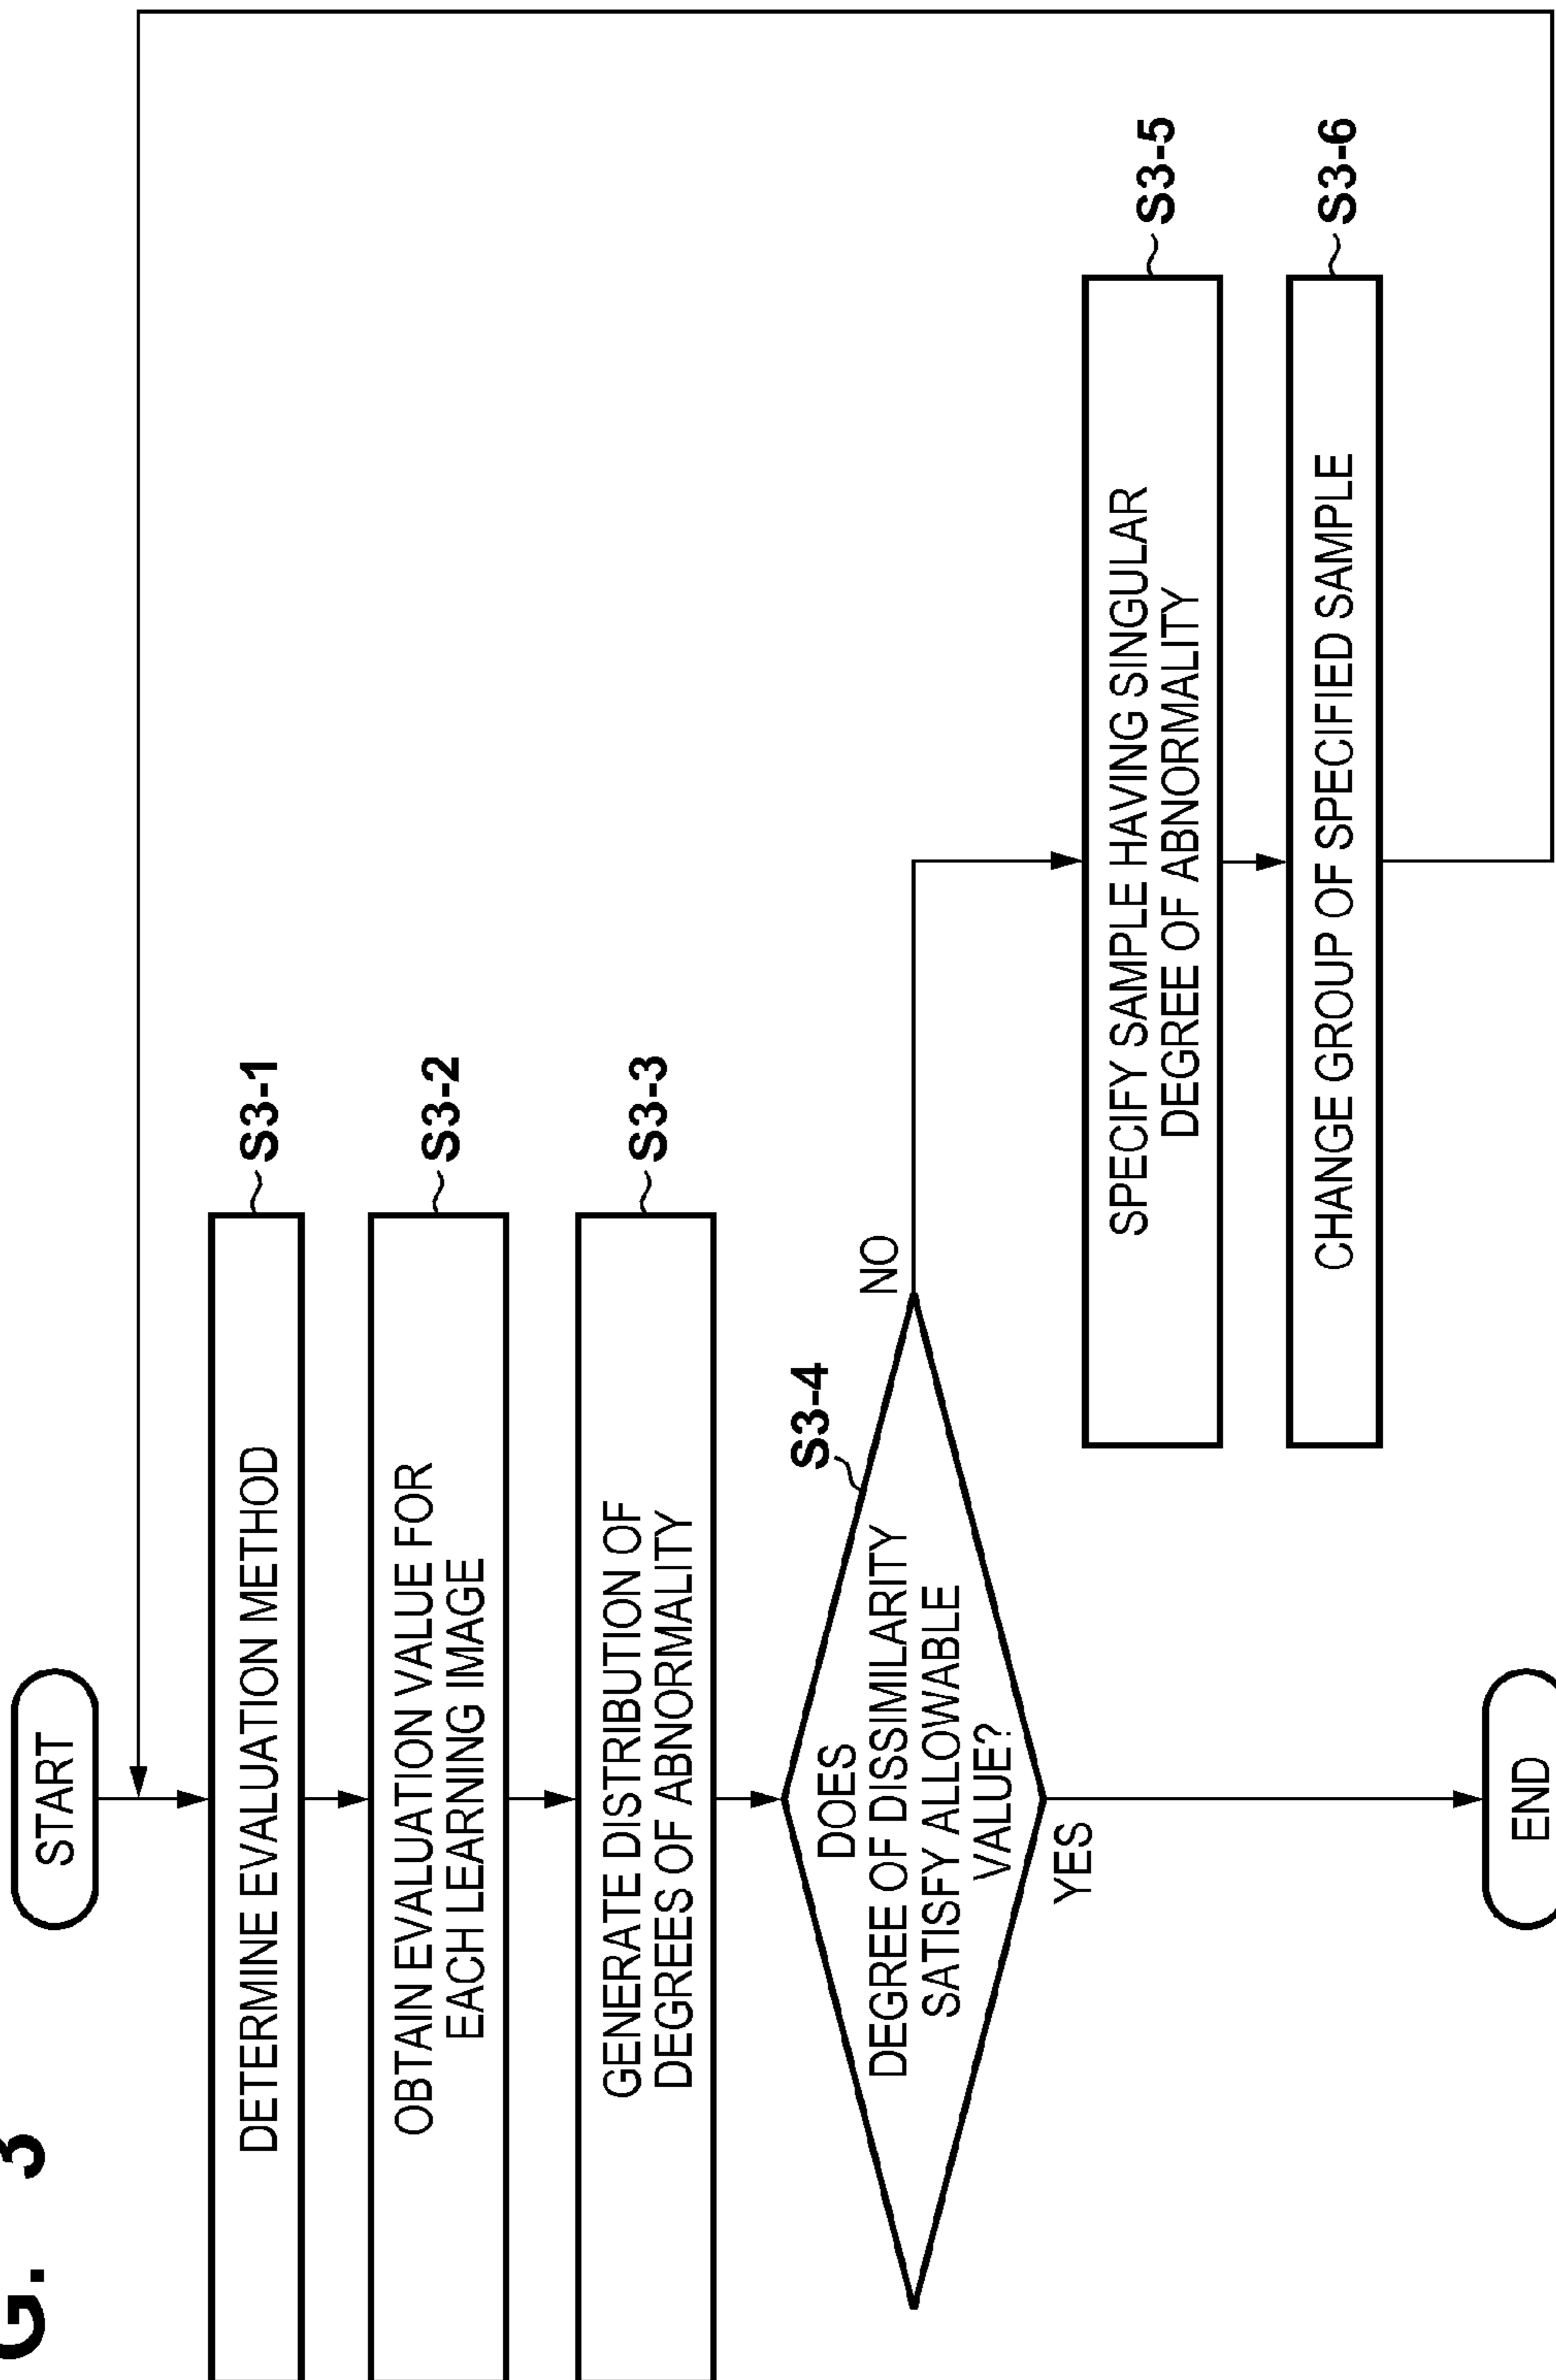 G. 3
START
DETERMINE EVALUATION METHOD
S3-1
OBTAIN EVALUATION VALUE FOR
EACH LEARNING IMAGE
S3-2
GENERATE DISTRIBUTION OF
DEGREES OF ABNORMALITY
S3-3
S3-4
DOES
DEGREE OF DISSIMILARITY
SATISFY ALLOWABLE
VALUE?
NO
YES
SPECIFY SAMPLE HAVING SINGULAR
DEGREE OF ABNORMALITY
S3-5
CHANGE GROUP OF SPECIFIED SAMPLE
S3-6
END